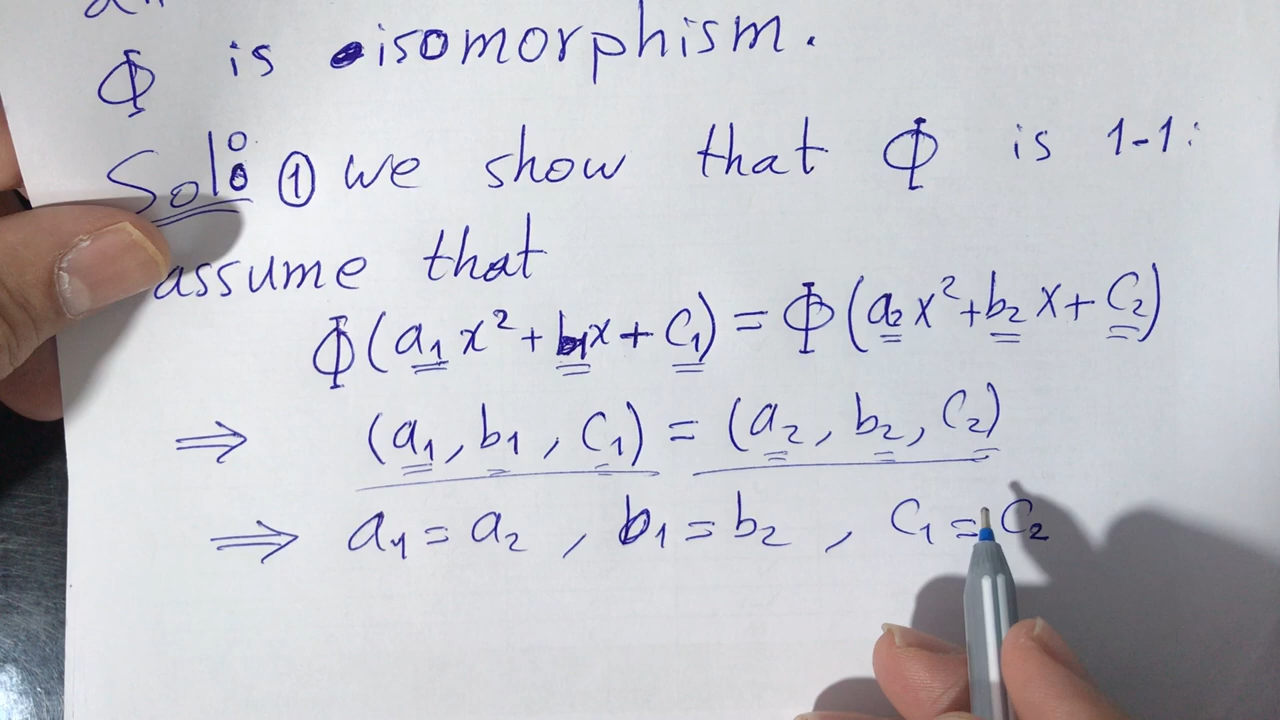 Φ is isomorphism.
Sol: ① we show that Φ is 1-1:
assume that
Φ(a₁x²+b₁x+c₁)=Φ(a₂x²+b₂x+c₂)
⇒ (a₁,b₁,c₁)=(a₂,b₂,c₂)
⇒ a₁=a₂, b₁=b₂, c₁=c₂